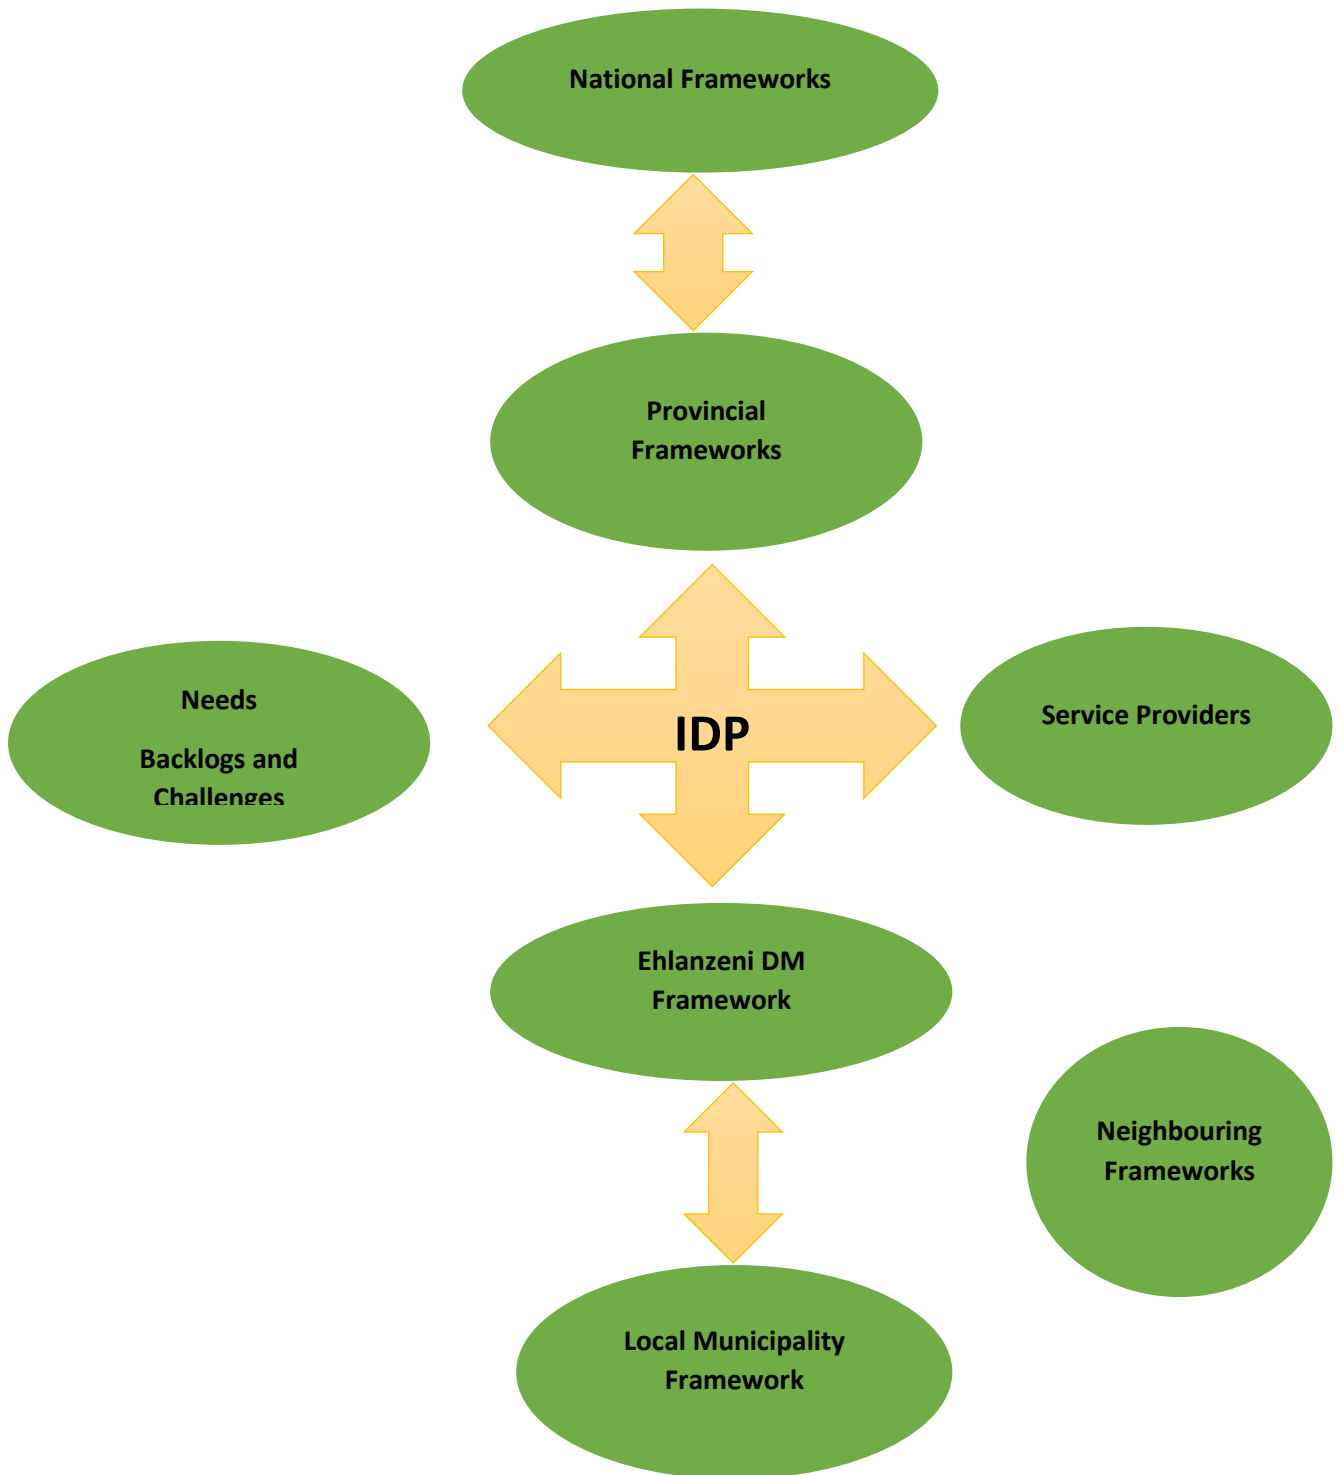 National Frameworks
Provincial
Frameworks
Needs
Backlogs and
Challenges
IDP
Service Providers
Ehlanzeni DM
Framework
Neighbouring
Frameworks
Local Municipality
Framework